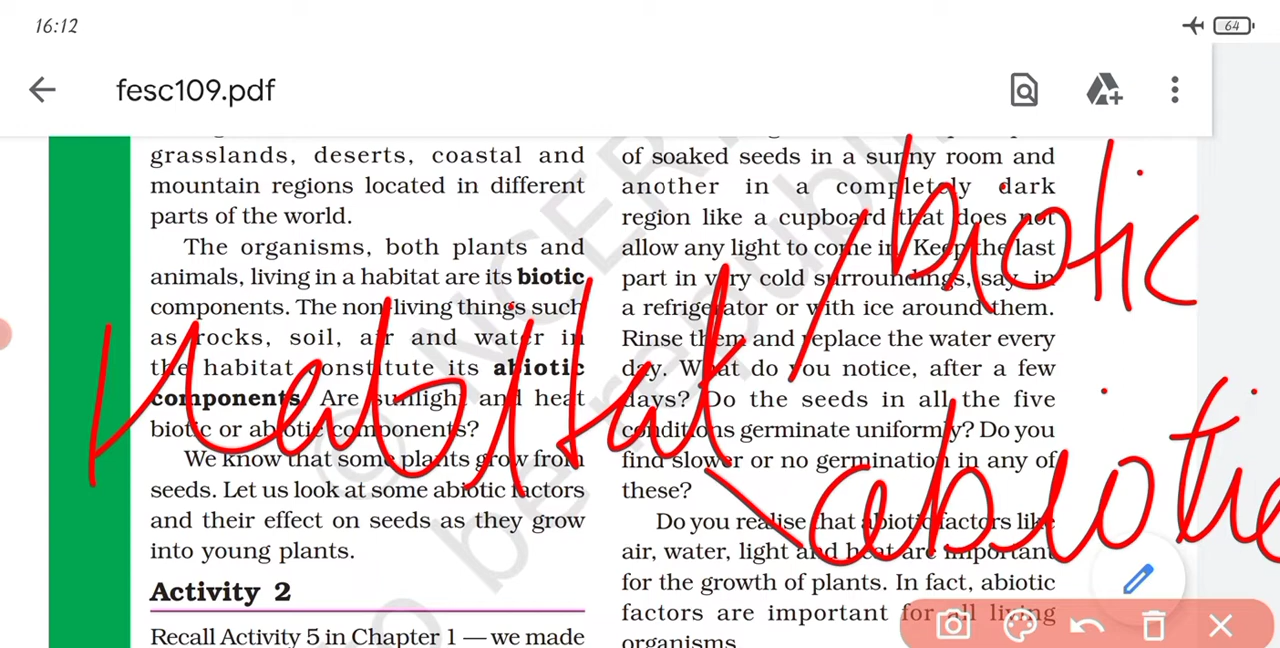 16:12
64
fesc109.pdf
grasslands, deserts, coastal and
mountain regions located in different
parts of the world.
The organisms, both plants and
animals, living in a habitat are its biotic
components. The non-living things such
as rocks, soil, air and water in
the habitat constitute its abiotic
components. Are sunlight and heat
biotic or abiotic components?
We know that some plants grow from
seeds. Let us look at some abiotic factors
and their effect on seeds as they grow
into young plants.
Activity 2
Recall Activity 5 in Chapter 1 — we made
of soaked seeds in a sunny room and
another in a completely dark
region like a cupboard that does not
allow any light to come in. Keep the last
part in very cold surroundings, say, in
a refrigerator or with ice around them.
Rinse them and replace the water every
day. What do you notice, after a few
days? Do the seeds in all the five
conditions germinate uniformly? Do you
find slower or no germination in any of
these?
Do you realise that abiotic factors like
air, water, light and heat are important
for the growth of plants. In fact, abiotic
factors are important for all living
organisms.
Habitat
biotic
abiotic
© NCERT
be republi